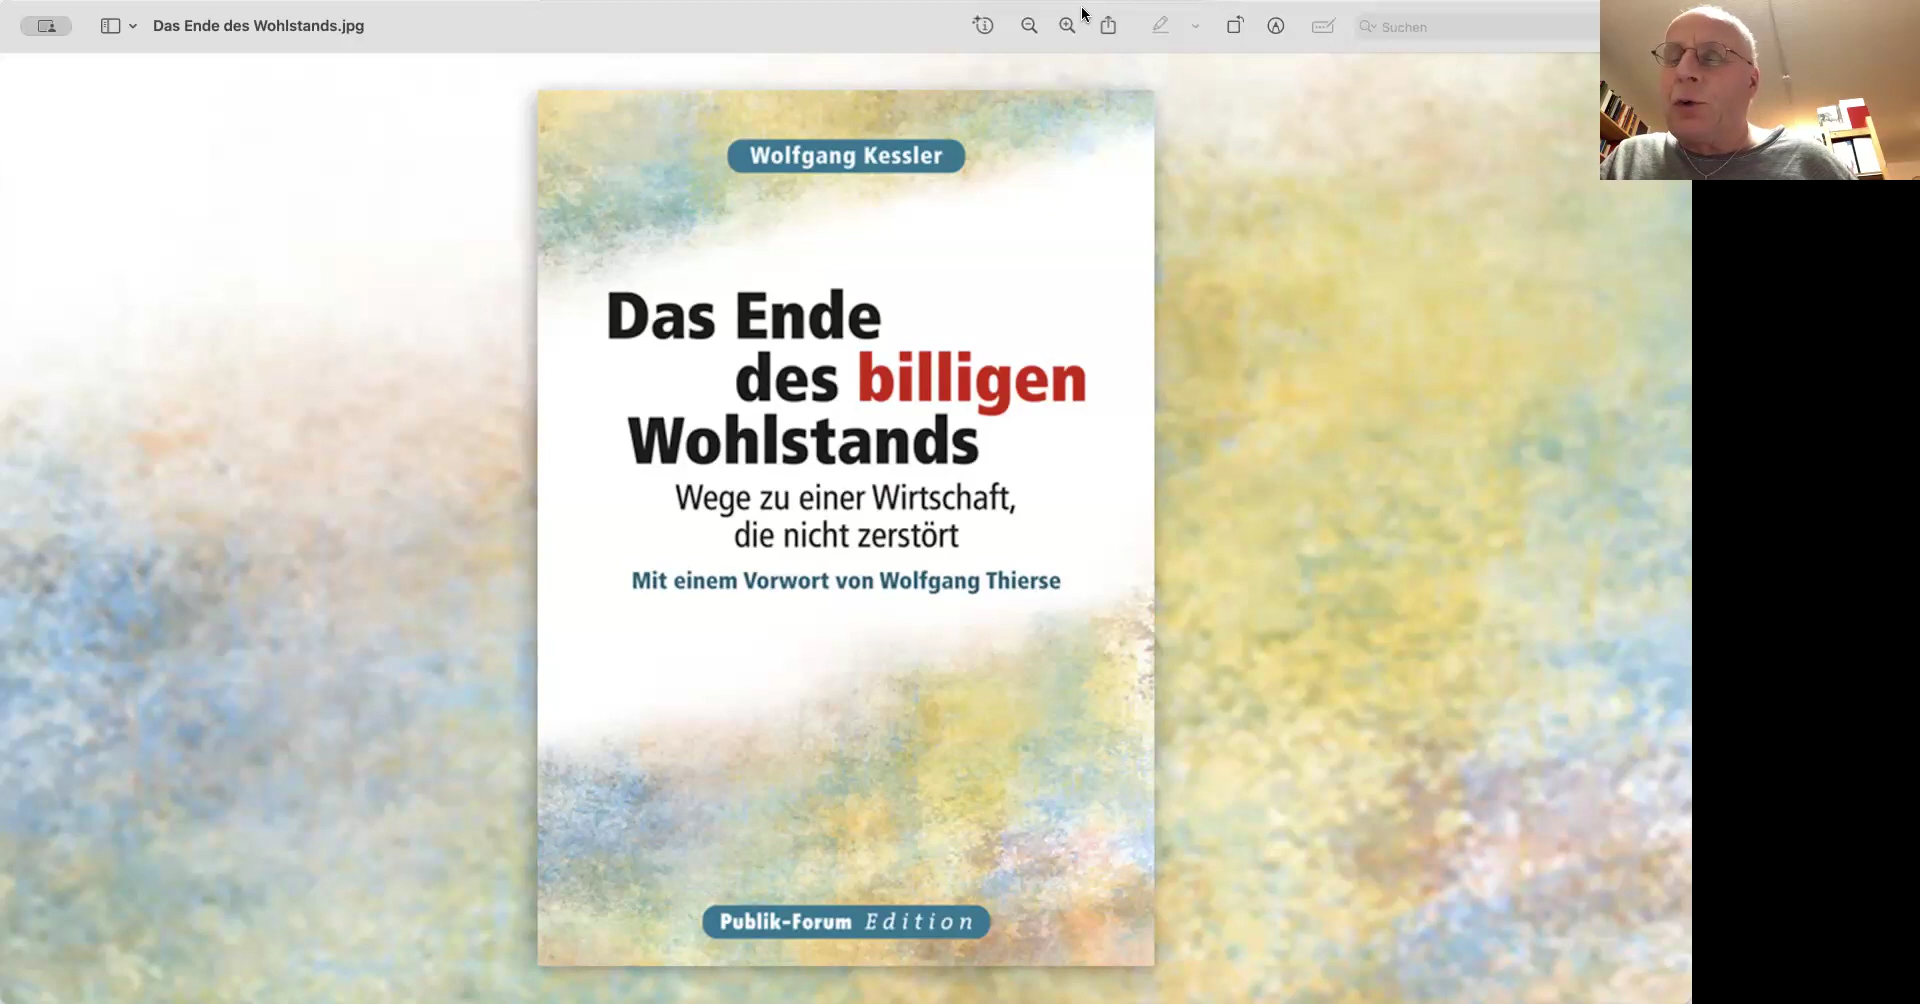 Das Ende des Wohlstands.jpg
Suchen
Wolfgang Kessler
Das Ende
des billigen
Wohlstands
Wege zu einer Wirtschaft,
die nicht zerstört
Mit einem Vorwort von Wolfgang Thierse
Publik-Forum Edition